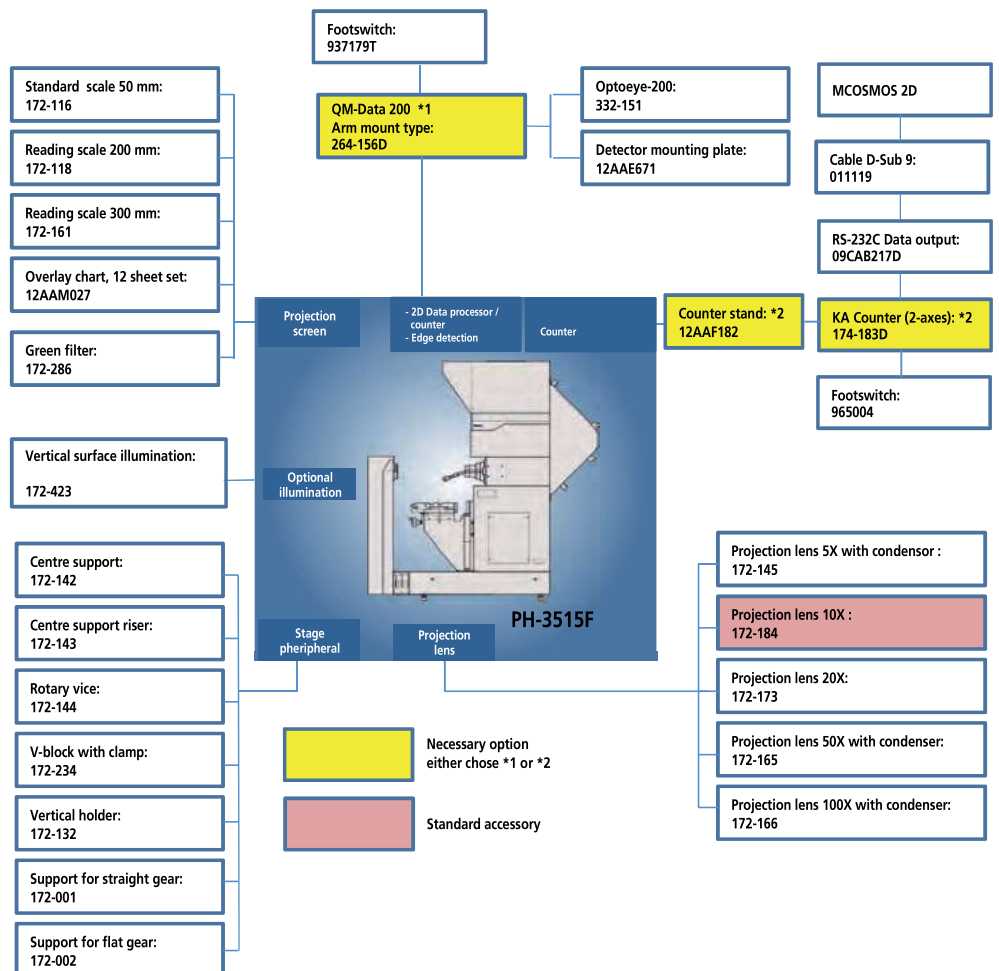 Footswitch:
937179T
Standard scale 50 mm:
172-116
Reading scale 200 mm:
172-118
Reading scale 300 mm:
172-161
Overlay chart, 12 sheet set:
12AAM027
Green filter:
172-286
QM-Data 200 *1
Arm mount type:
264-156D
Optoeye-200:
332-151
Detector mounting plate:
12AAE671
MCOSMOS 2D
Cable D-Sub 9:
011119
RS-232C Data output:
09CAB217D
Projection
screen
- 2D Data processor /
counter
- Edge detection
Counter
Counter stand: *2
12AAF182
KA Counter (2-axes): *2
174-183D
Footswitch:
965004
Vertical surface illumination:
172-423
Optional
illumination
PH-3515F
Stage
pheripheral
Projection
lens
Centre support:
172-142
Centre support riser:
172-143
Rotary vice:
172-144
V-block with clamp:
172-234
Vertical holder:
172-132
Support for straight gear:
172-001
Support for flat gear:
172-002
Projection lens 5X with condensor :
172-145
Projection lens 10X :
172-184
Projection lens 20X:
172-173
Projection lens 50X with condenser:
172-165
Projection lens 100X with condenser:
172-166
Necessary option
either chose *1 or *2
Standard accessory